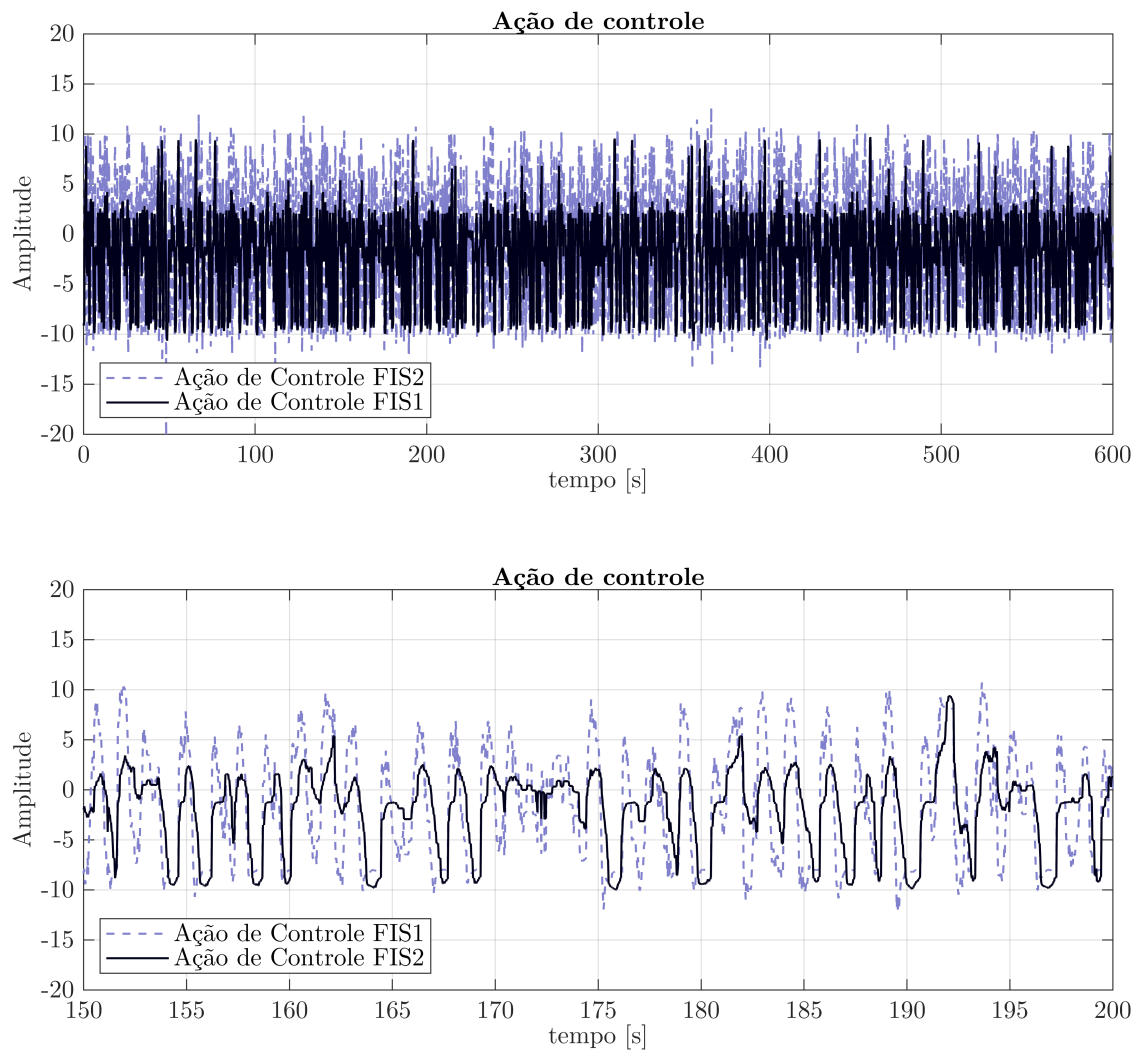 Ação de controle
20
15
10
5
0
-5
-10
-15
-20
Amplitude
Ação de Controle FIS2
Ação de Controle FIS1
0 100 200 300 400 500 600
tempo [s]
Ação de controle
20
15
10
5
0
-5
-10
-15
-20
Amplitude
Ação de Controle FIS1
Ação de Controle FIS2
150 155 160 165 170 175 180 185 190 195 200
tempo [s]